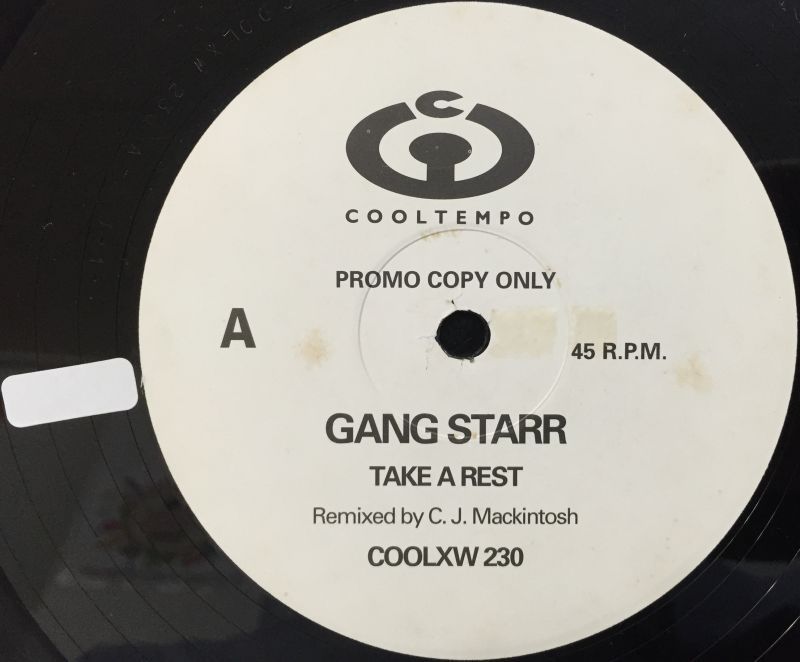 C
COOLTEMPO
PROMO COPY ONLY
A
45 R.P.M.
GANG STARR
TAKE A REST
Remixed by C. J. Mackintosh
COOLXW 230